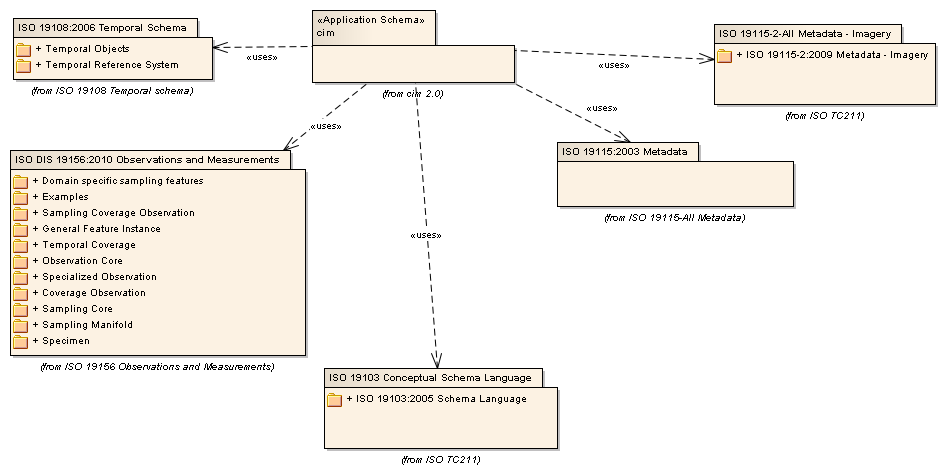 ISO 19108:2006 Temporal Schema
+ Temporal Objects
+ Temporal Reference System
(from ISO 19108 Temporal schema)
«Application Schema»
cim
(from cim 2.0)
ISO 19115-2-All Metadata - Imagery
+ ISO 19115-2:2009 Metadata - Imagery
(from ISO TC211)
«uses»
«uses»
«uses»
«uses»
«uses»
ISO DIS 19156:2010 Observations and Measurements
+ Domain specific sampling features
+ Examples
+ Sampling Coverage Observation
+ General Feature Instance
+ Temporal Coverage
+ Observation Core
+ Specialized Observation
+ Coverage Observation
+ Sampling Core
+ Sampling Manifold
+ Specimen
(from ISO 19156 Observations and Measurements)
ISO 19115:2003 Metadata
(from ISO 19115-All Metadata)
ISO 19103 Conceptual Schema Language
+ ISO 19103:2005 Schema Language
(from ISO TC211)